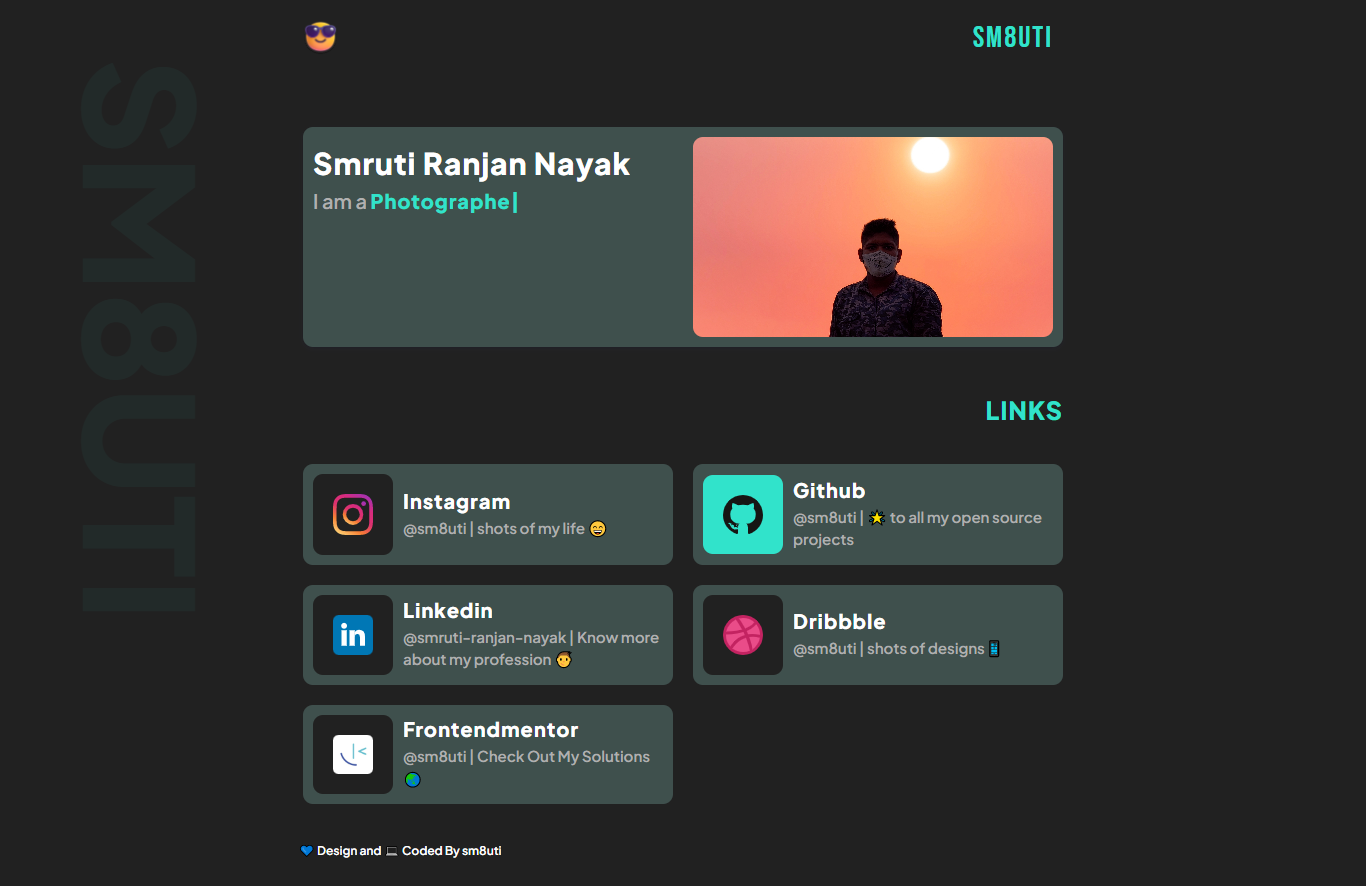 SM8UTI
SM8UTI
Smruti Ranjan Nayak
I am a Photographe|
LINKS
Instagram
@sm8uti | shots of my life 😄
Github
@sm8uti | 🌟 to all my open source
projects
Linkedin
@smruti-ranjan-nayak | Know more
about my profession 👨
Dribbble
@sm8uti | shots of designs 📱
Frontendmentor
@sm8uti | Check Out My Solutions
🌏
💙 Design and 💻 Coded By sm8uti